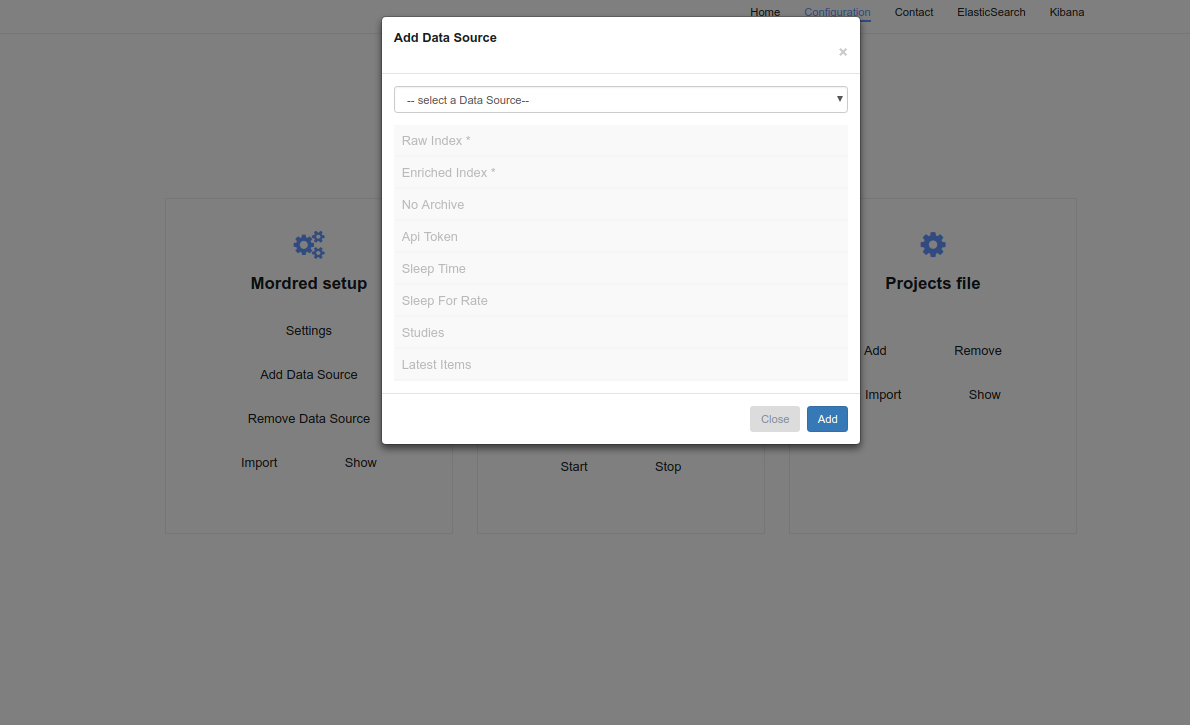 Home Configuration Contact ElasticSearch Kibana
Add Data Source
×
-- select a Data Source--
Raw Index *
Enriched Index *
No Archive
Api Token
Sleep Time
Sleep For Rate
Studies
Latest Items
Close Add
Mordred setup
Settings
Add Data Source
Remove Data Source
Import Show
Start Stop
Projects file
Add Remove
Import Show